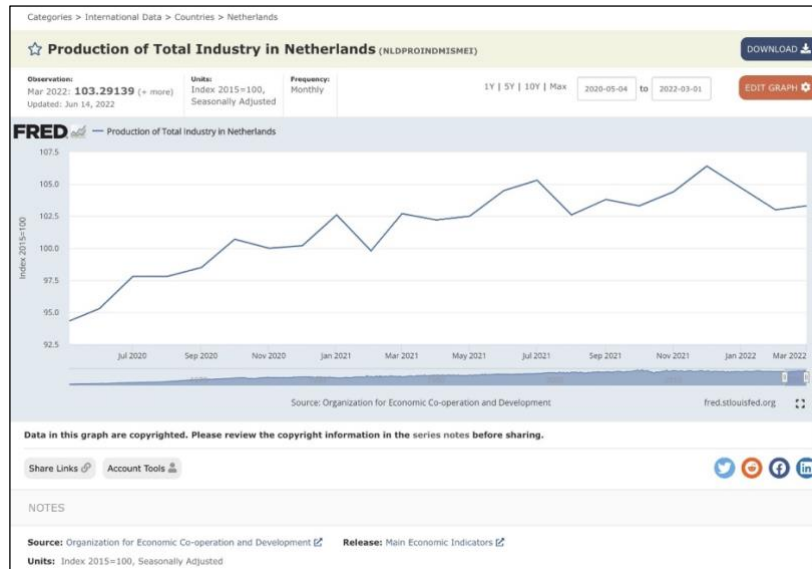 Categories > International Data > Countries > Netherlands
Production of Total Industry in Netherlands (NLDPROINDMISMEI)
DOWNLOAD
Observation:
Mar 2022: 103.29139 (+ more)
Updated: Jun 14, 2022
Units:
Index 2015=100,
Seasonally Adjusted
Frequency:
Monthly
1Y | 5Y | 10Y | Max
2020-05-04 to 2022-03-01
EDIT GRAPH
FRED — Production of Total Industry in Netherlands
Index 2015=100
107.5
105.0
102.5
100.0
97.5
95.0
92.5
Jul 2020 Sep 2020 Nov 2020 Jan 2021 Mar 2021 May 2021 Jul 2021 Sep 2021 Nov 2021 Jan 2022 Mar 2022
Source: Organization for Economic Co-operation and Development fred.stlouisfed.org
Data in this graph are copyrighted. Please review the copyright information in the series notes before sharing.
Share Links Account Tools
NOTES
Source: Organization for Economic Co-operation and Development Release: Main Economic Indicators
Units: Index 2015=100, Seasonally Adjusted